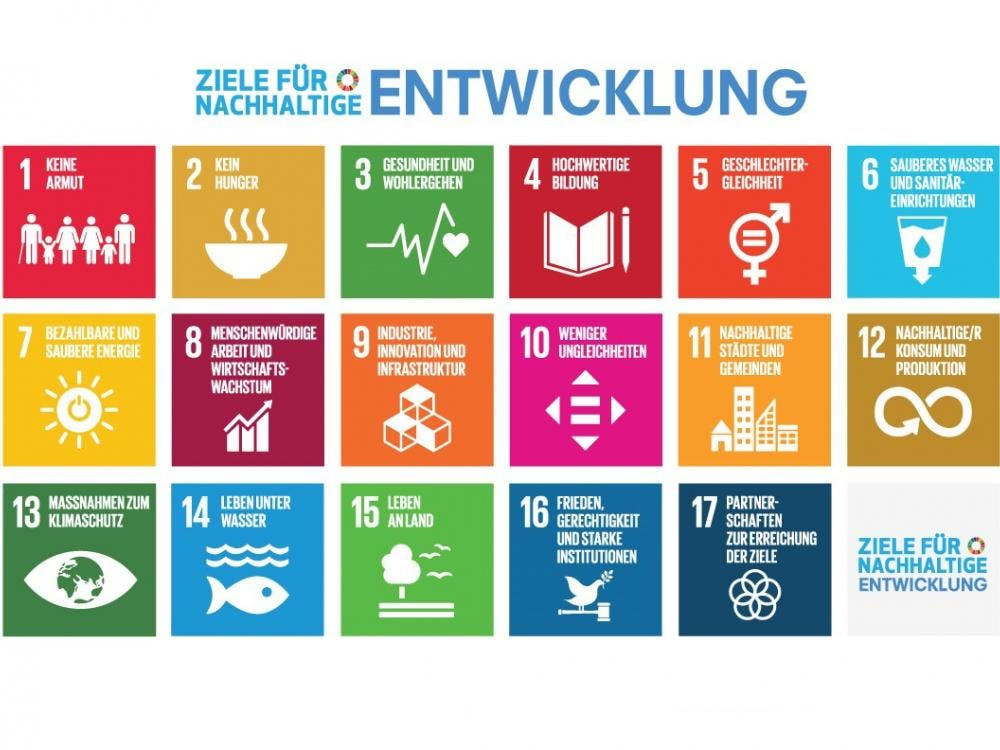 ZIELE FÜR
NACHHALTIGE ENTWICKLUNG
1 KEINE
ARMUT
2 KEIN
HUNGER
3 GESUNDHEIT UND
WOHLERGEHEN
4 HOCHWERTIGE
BILDUNG
5 GESCHLECHTER-
GLEICHHEIT
6 SAUBERES WASSER
UND SANITÄR-
EINRICHTUNGEN
7 BEZAHLBARE UND
SAUBERE ENERGIE
8 MENSCHENWÜRDIGE
ARBEIT UND
WIRTSCHAFTS-
WACHSTUM
9 INDUSTRIE,
INNOVATION UND
INFRASTRUKTUR
10 WENIGER
UNGLEICHHEITEN
11 NACHHALTIGE
STÄDTE UND
GEMEINDEN
12 NACHHALTIGE/R
KONSUM UND
PRODUKTION
13 MASSNAHMEN ZUM
KLIMASCHUTZ
14 LEBEN UNTER
WASSER
15 LEBEN
AN LAND
16 FRIEDEN,
GERECHTIGKEIT
UND STARKE
INSTITUTIONEN
17 PARTNER-
SCHAFTEN
ZUR ERREICHUNG
DER ZIELE
ZIELE FÜR
NACHHALTIGE
ENTWICKLUNG